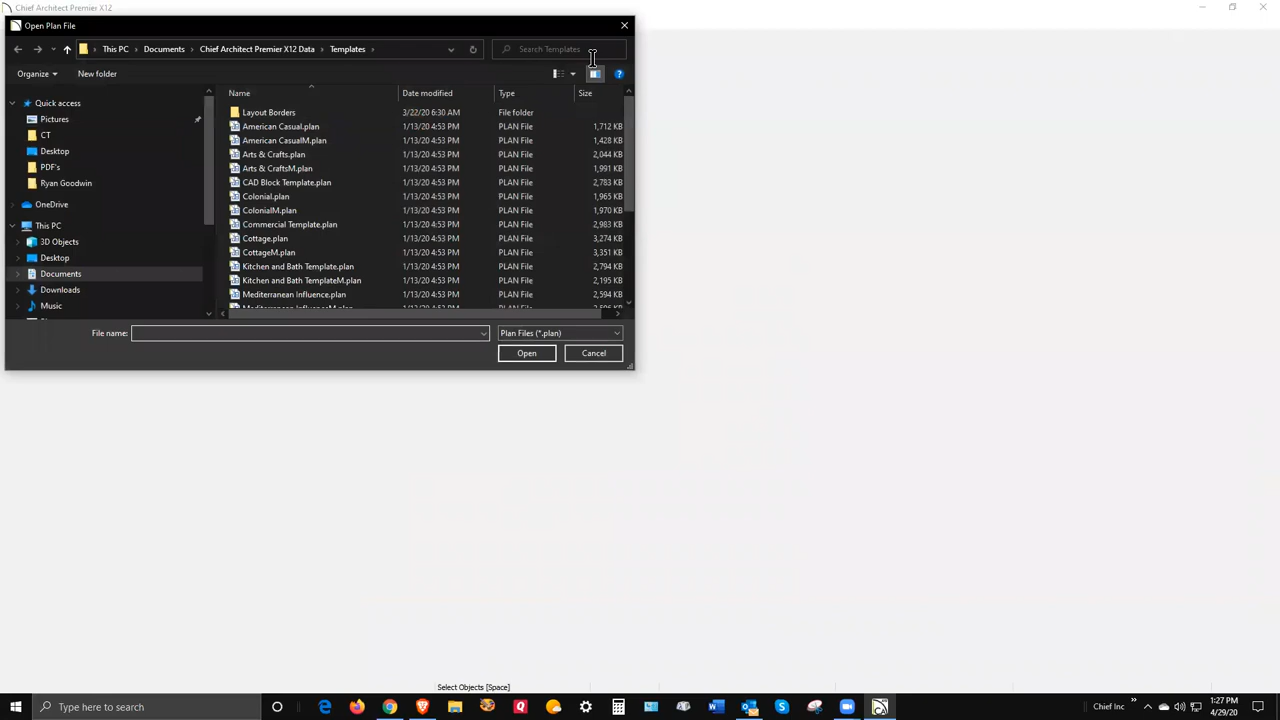 Chief Architect Premier X12
Open Plan File
This PC > Documents > Chief Architect Premier X12 Data > Templates >
Search Templates
Organize
New folder
Name Date modified Type Size
Quick access
Pictures
CT
Desktop
PDF's
Ryan Goodwin
OneDrive
This PC
3D Objects
Desktop
Documents
Downloads
Music
Layout Borders 3/22/20 6:30 AM File folder
American Casual.plan 1/13/20 4:53 PM PLAN File 1,712 KB
American CasualM.plan 1/13/20 4:53 PM PLAN File 1,428 KB
Arts & Crafts.plan 1/13/20 4:53 PM PLAN File 2,044 KB
Arts & CraftsM.plan 1/13/20 4:53 PM PLAN File 1,991 KB
CAD Block Template.plan 1/13/20 4:53 PM PLAN File 2,783 KB
Colonial.plan 1/13/20 4:53 PM PLAN File 1,965 KB
ColonialM.plan 1/13/20 4:53 PM PLAN File 1,970 KB
Commercial Template.plan 1/13/20 4:53 PM PLAN File 2,983 KB
Cottage.plan 1/13/20 4:53 PM PLAN File 3,274 KB
CottageM.plan 1/13/20 4:53 PM PLAN File 3,351 KB
Kitchen and Bath Template.plan 1/13/20 4:53 PM PLAN File 2,794 KB
Kitchen and Bath TemplateM.plan 1/13/20 4:53 PM PLAN File 2,195 KB
Mediterranean Influence.plan 1/13/20 4:53 PM PLAN File 2,594 KB
File name:
Plan Files (*.plan)
Open
Cancel
Select Objects [Space]
Type here to search
Chief Inc
1:27 PM
4/29/20